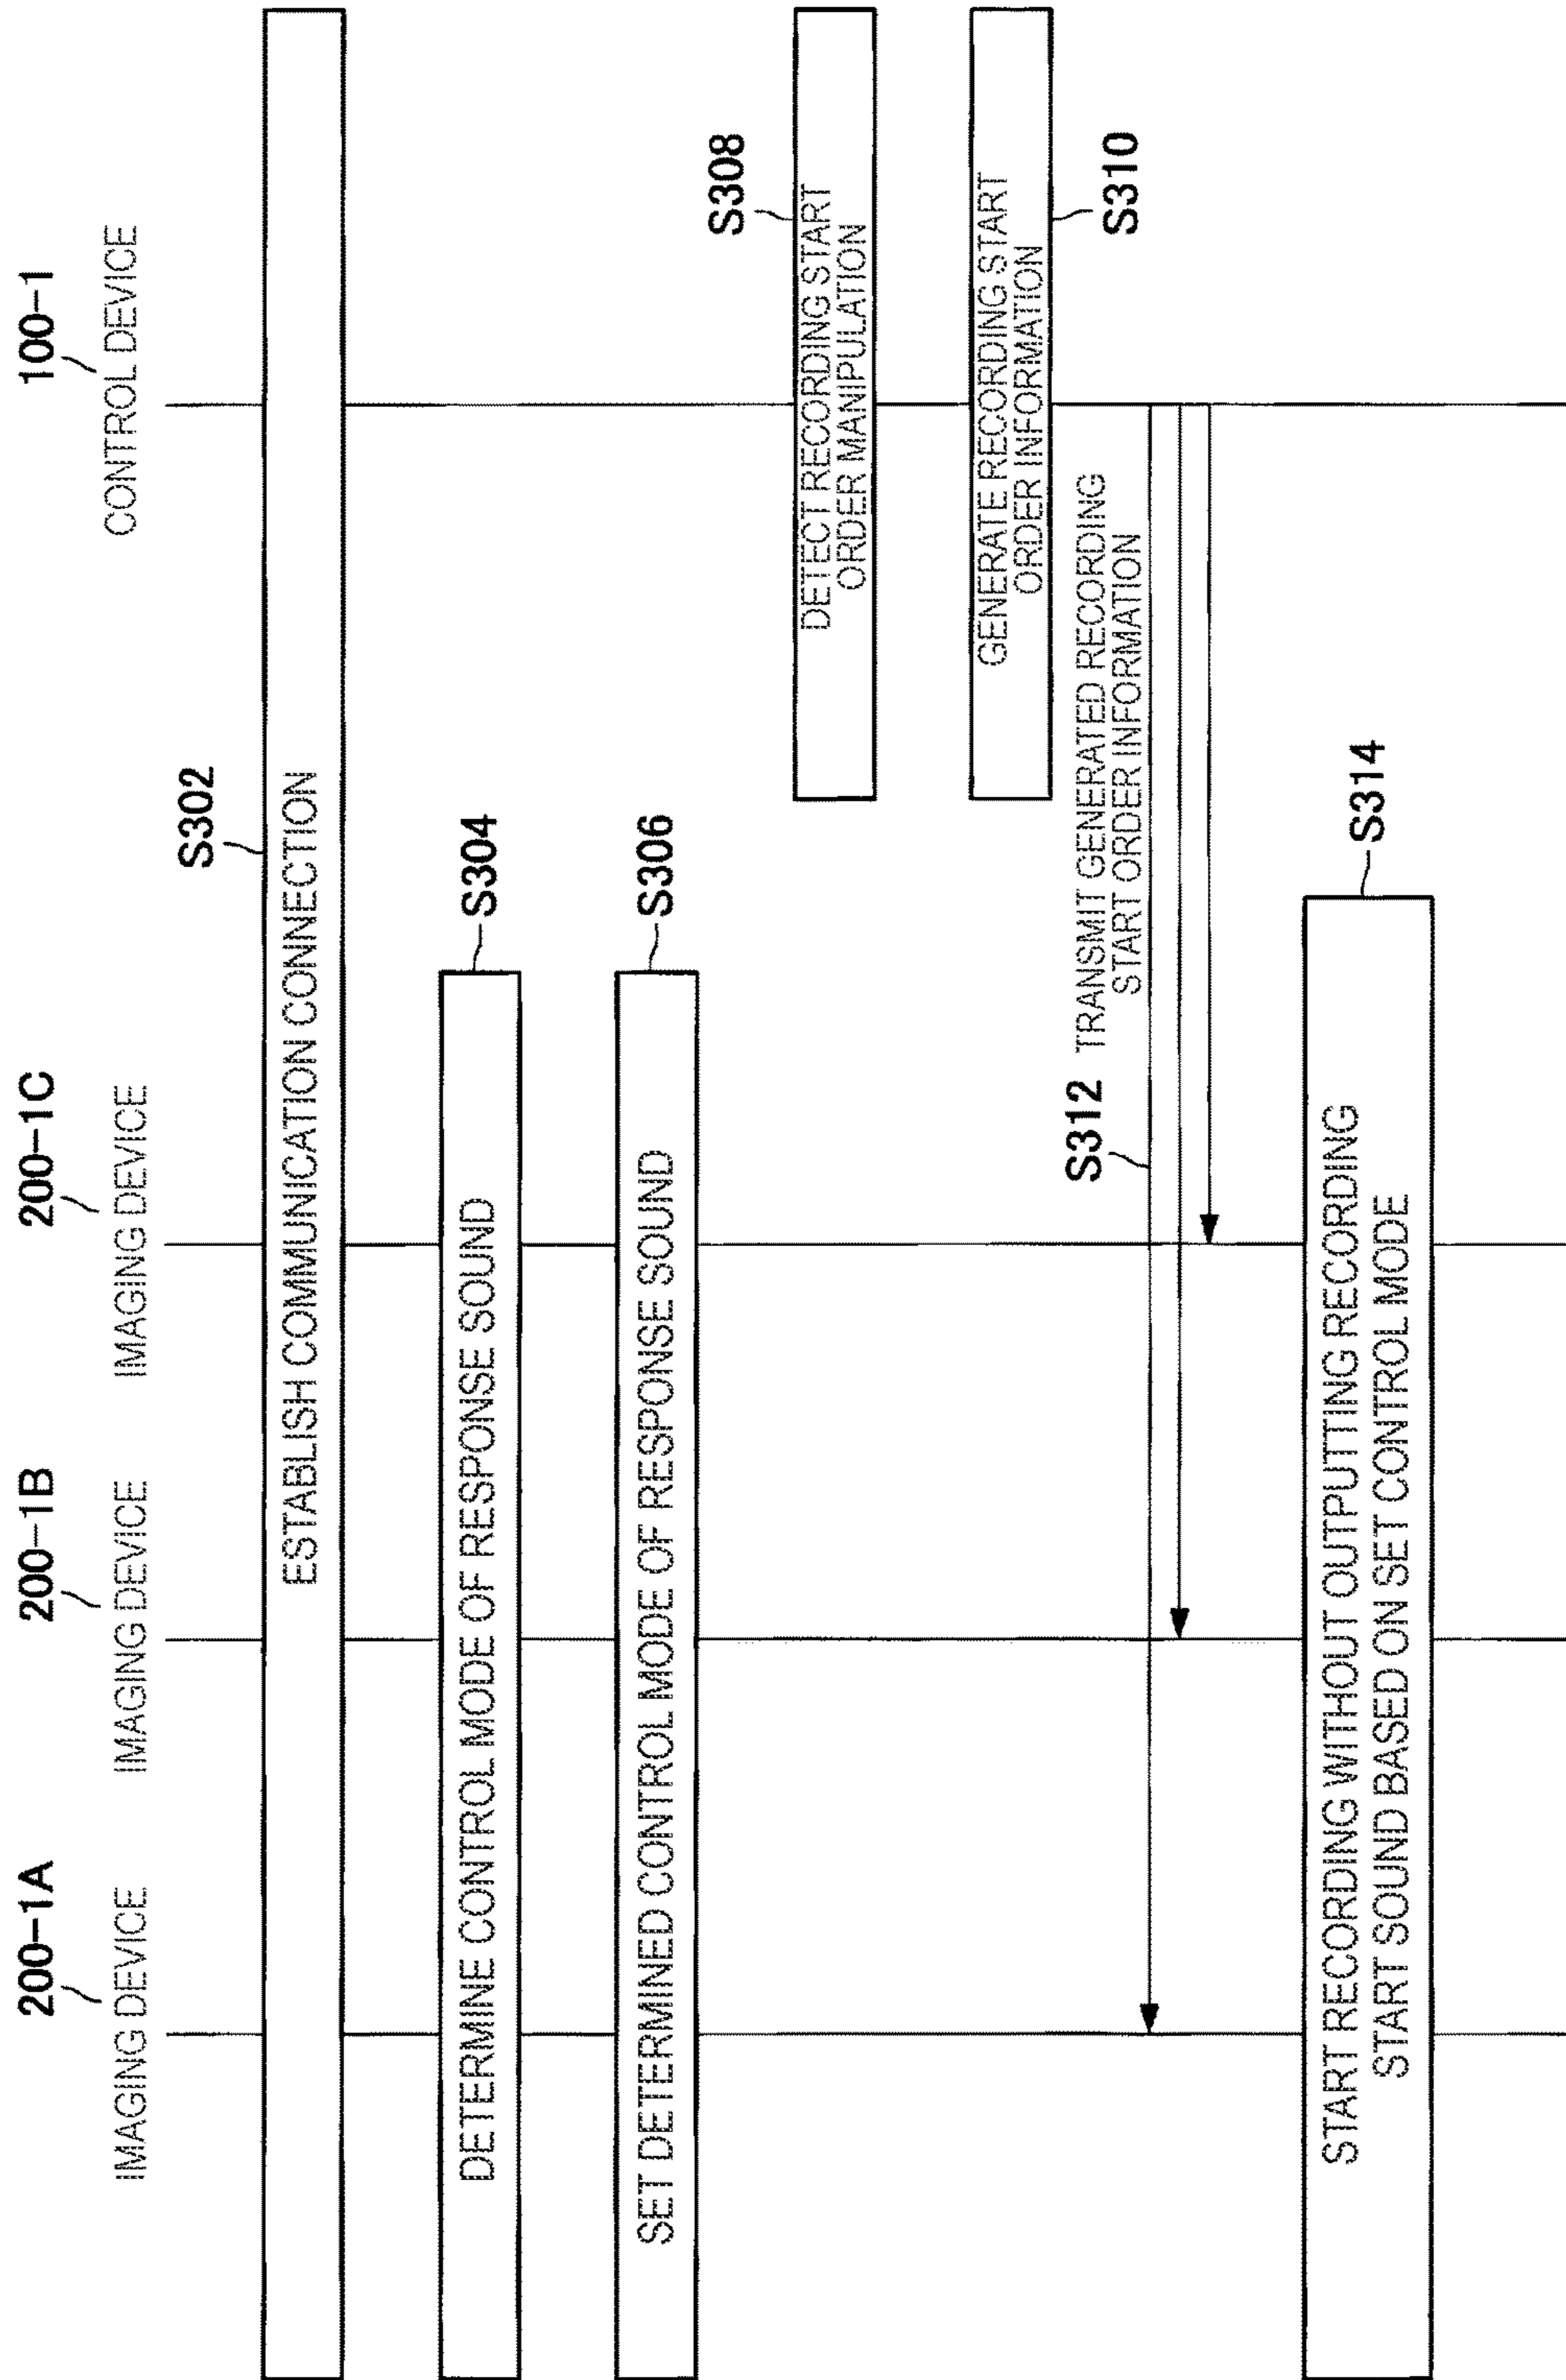 200-1A
200-1B
200-1C
100-1
IMAGING DEVICE
IMAGING DEVICE
IMAGING DEVICE
CONTROL DEVICE
S302
ESTABLISH COMMUNICATION CONNECTION
DETERMINE CONTROL MODE OF RESPONSE SOUND
S304
SET DETERMINED CONTROL MODE OF RESPONSE SOUND
S306
S308
DETECT RECORDING START
ORDER MANIPULATION
GENERATE RECORDING START
ORDER INFORMATION
S310
S312
TRANSMIT GENERATED RECORDING
START ORDER INFORMATION
START RECORDING WITHOUT OUTPUTTING RECORDING
START SOUND BASED ON SET CONTROL MODE
S314